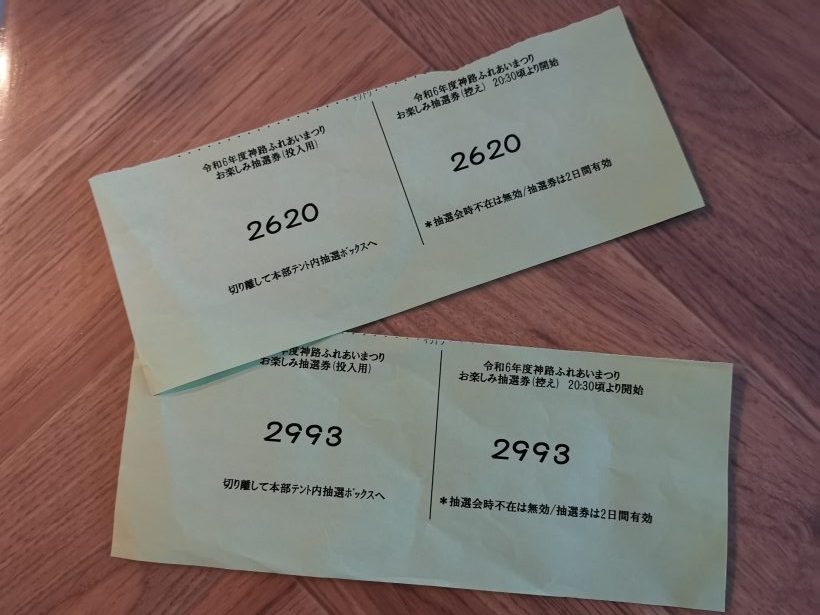 令和6年度神路ふれあいまつり
お楽しみ抽選券(投入用)
2620
切り離して本部テント内抽選ボックスへ
令和6年度神路ふれあいまつり
お楽しみ抽選券(控え) 20:30頃より開始
2620
*抽選会時不在は無効/抽選券は2日間有効
年度神路ふれあいまつり
お楽しみ抽選券(投入用)
2993
切り離して本部テント内抽選ボックスへ
令和6年度神路ふれあいまつり
お楽しみ抽選券(控え) 20:30頃より開始
2993
*抽選会時不在は無効/抽選券は2日間有効